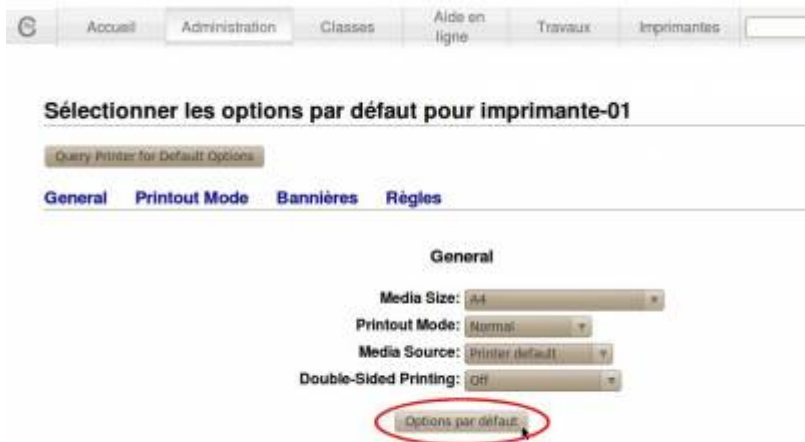 Accueil Administration Classes Aide en ligne Travaux Imprimantes
Sélectionner les options par défaut pour imprimante-01
Query Printer for Default Options
General Printout Mode Bannières Règles
General
Media Size: A4
Printout Mode: Normal
Media Source: Printer default
Double-Sided Printing: Off
Options par défaut